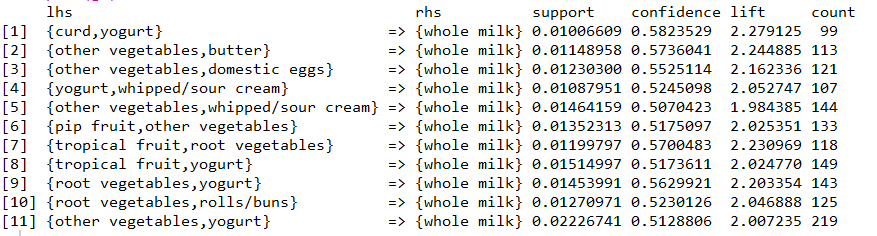 lhs                                          rhs          support    confidence lift     count
[1]  {curd,yogurt}                             => {whole milk} 0.01006609 0.5823529  2.279125  99
[2]  {other vegetables,butter}                 => {whole milk} 0.01148958 0.5736041  2.244885 113
[3]  {other vegetables,domestic eggs}          => {whole milk} 0.01230300 0.5525114  2.162336 121
[4]  {yogurt,whipped/sour cream}               => {whole milk} 0.01087951 0.5245098  2.052747 107
[5]  {other vegetables,whipped/sour cream}     => {whole milk} 0.01464159 0.5070423  1.984385 144
[6]  {pip fruit,other vegetables}              => {whole milk} 0.01352313 0.5175097  2.025351 133
[7]  {tropical fruit,root vegetables}          => {whole milk} 0.01199797 0.5700483  2.230969 118
[8]  {tropical fruit,yogurt}                   => {whole milk} 0.01514997 0.5173611  2.024770 149
[9]  {root vegetables,yogurt}                  => {whole milk} 0.01453991 0.5629921  2.203354 143
[10] {root vegetables,rolls/buns}              => {whole milk} 0.01270971 0.5230126  2.046888 125
[11] {other vegetables,yogurt}                 => {whole milk} 0.02226741 0.5128806  2.007235 219